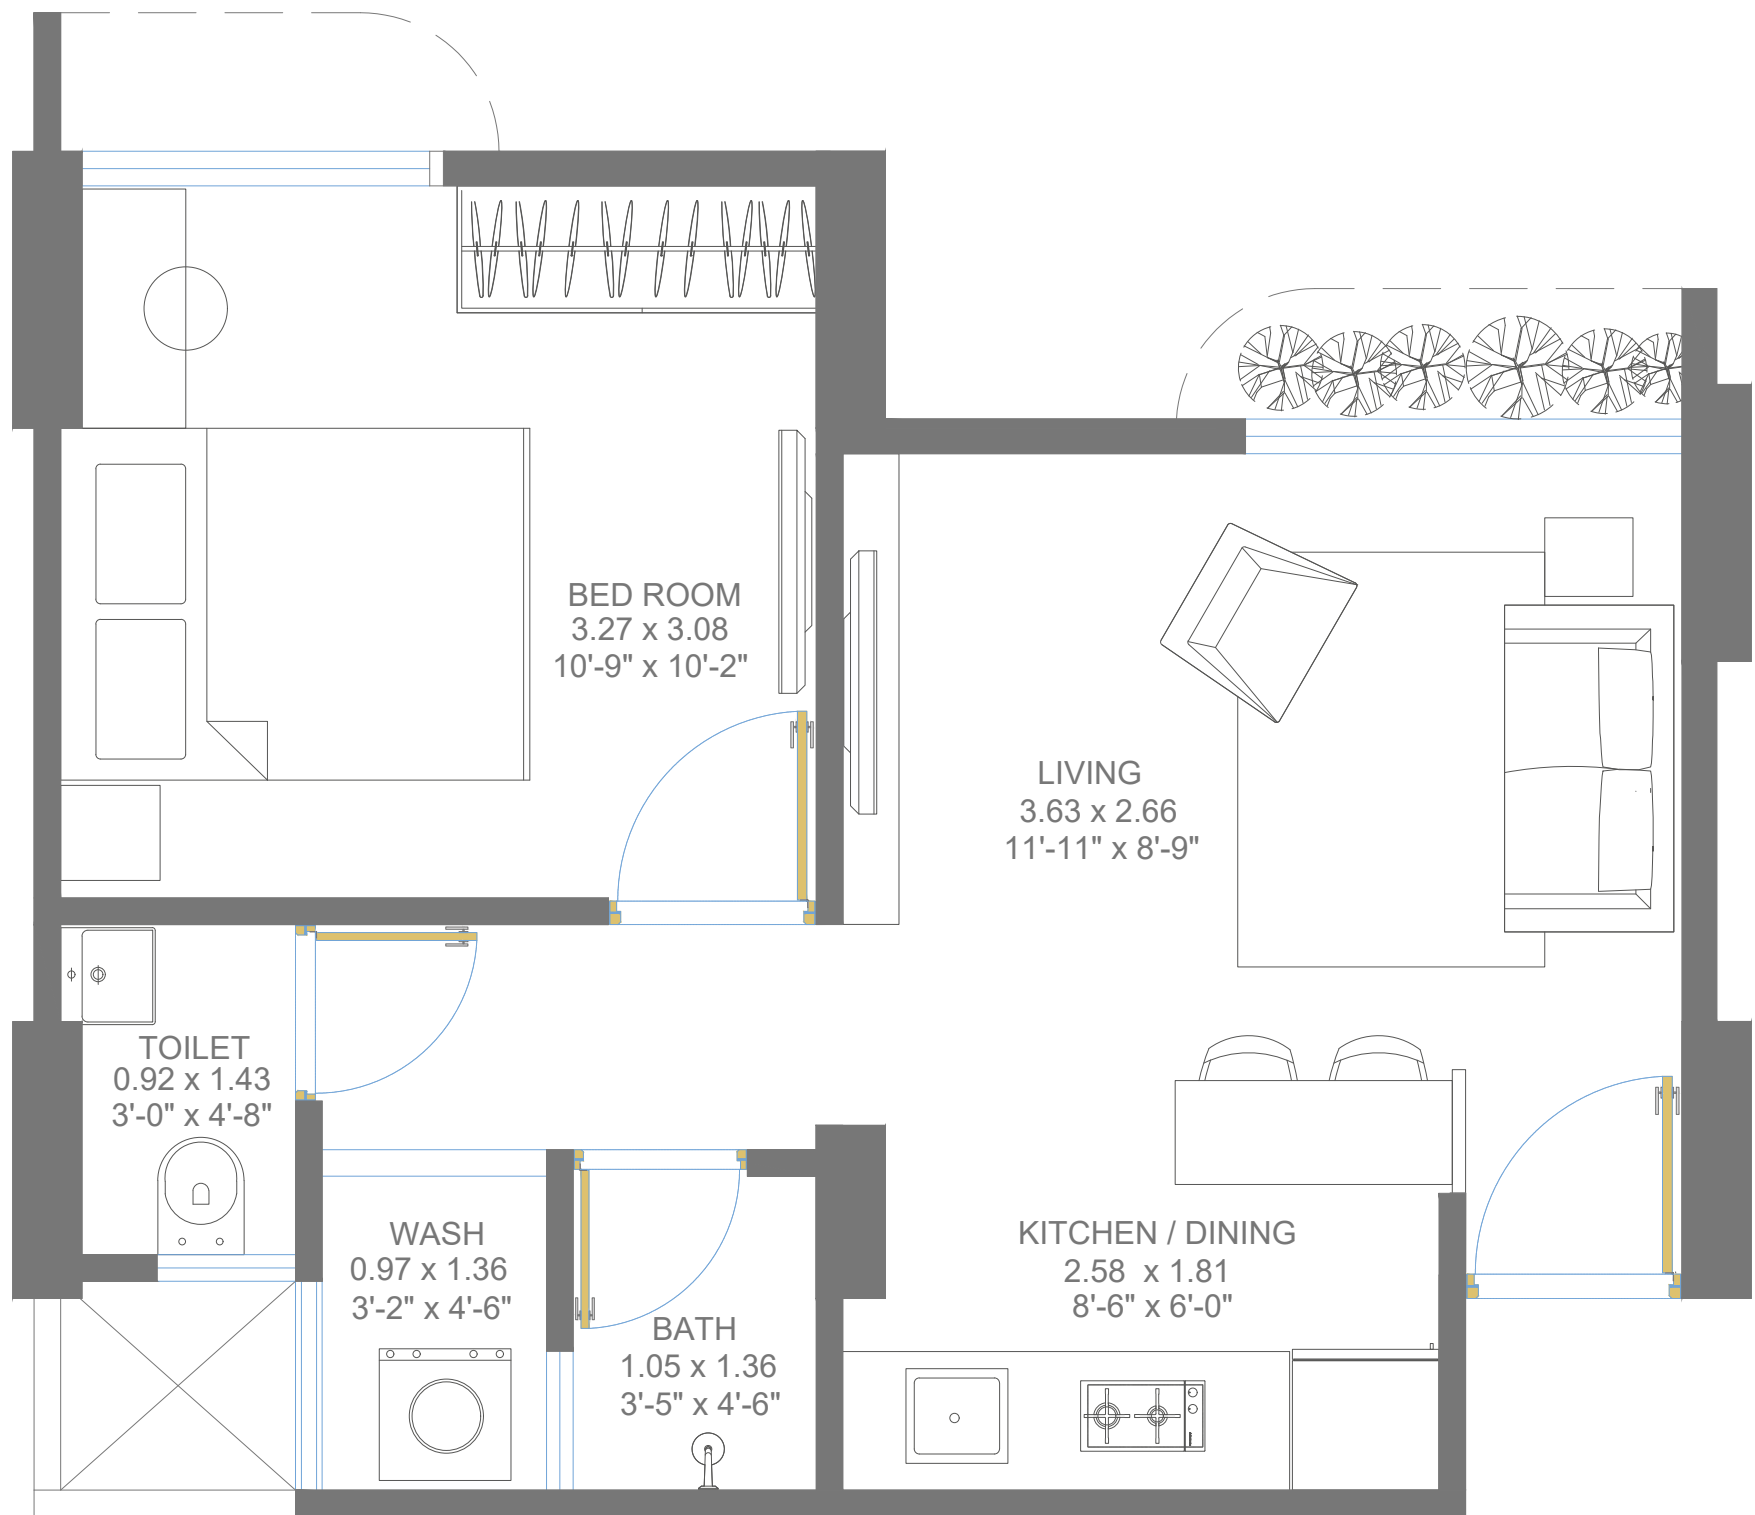 BED ROOM
3.27 x 3.08
10'-9" x 10'-2"
LIVING
3.63 x 2.66
11'-11" x 8'-9"
TOILET
0.92 x 1.43
3'-0" x 4'-8"
WASH
0.97 x 1.36
3'-2" x 4'-6"
BATH
1.05 x 1.36
3'-5" x 4'-6"
KITCHEN / DINING
2.58 x 1.81
8'-6" x 6'-0"